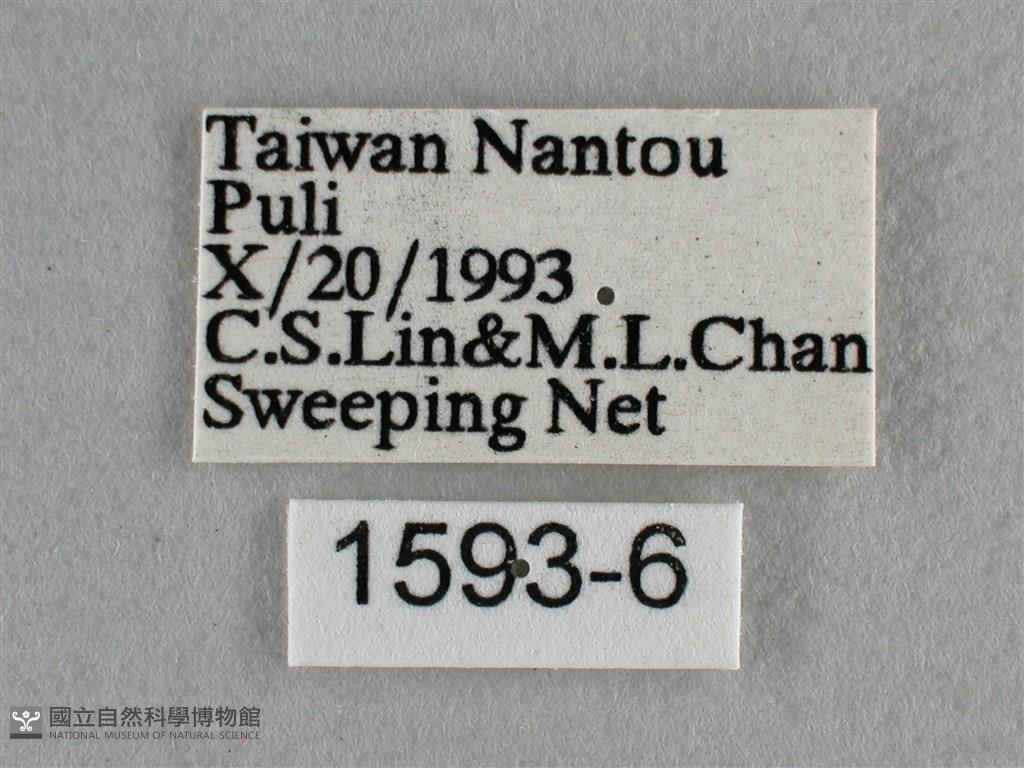 Taiwan Nantou
Puli
X/20/1993
C.S.Lin&M.L.Chan
Sweeping Net
1593-6
國立自然科學博物館
NATIONAL MUSEUM OF NATURAL SCIENCE